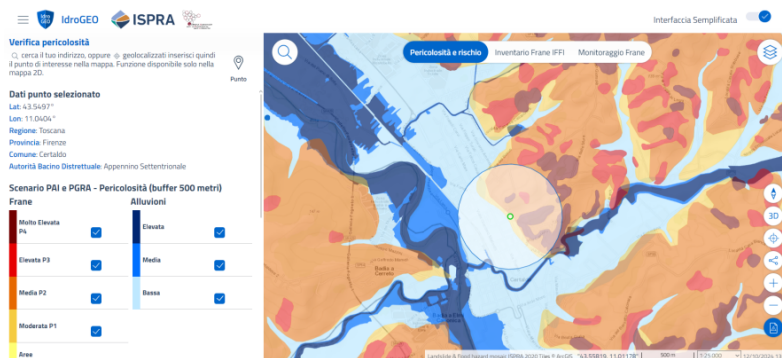 IdroGEO
ISPRA
Interfaccia Semplificata
Verifica pericolosità
cerca il tuo indirizzo, oppure geolocalizzati inserisci quindi
il punto di interesse nella mappa. Funzione disponibile solo nella
mappa 2D.
Punto
Dati punto selezionato
Lat: 43.5497°
Lon: 11.0404°
Regione: Toscana
Provincia: Firenze
Comune: Certaldo
Autorità Bacino Distrettuale: Appennino Settentrionale
Scenario PAI e PGRA - Pericolosità (buffer 500 metri)
Frane
Alluvioni
Molto Elevata
P4
Elevata
Elevata P3
Media
Media P2
Bassa
Moderata P1
Aree
Pericolosità e rischio
Inventario Frane IFFI
Monitoraggio Frane
3D
500 m